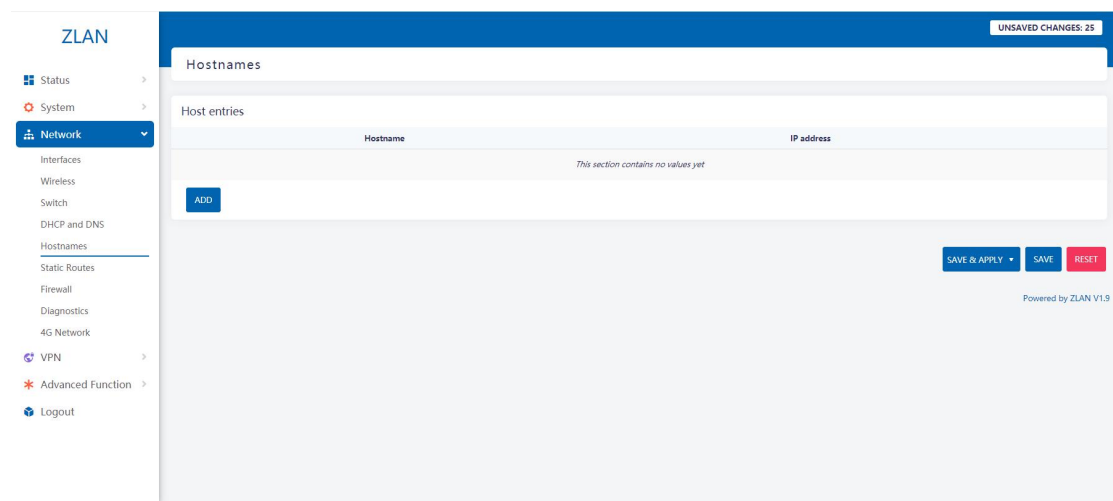 ZLAN
UNSAVED CHANGES: 25
Hostnames
Status
System
Network
Interfaces
Wireless
Switch
DHCP and DNS
Hostnames
Static Routes
Firewall
Diagnostics
4G Network
VPN
Advanced Function
Logout
Host entries
Hostname IP address
This section contains no values yet
ADD
SAVE & APPLY SAVE RESET
Powered by ZLAN V1.9